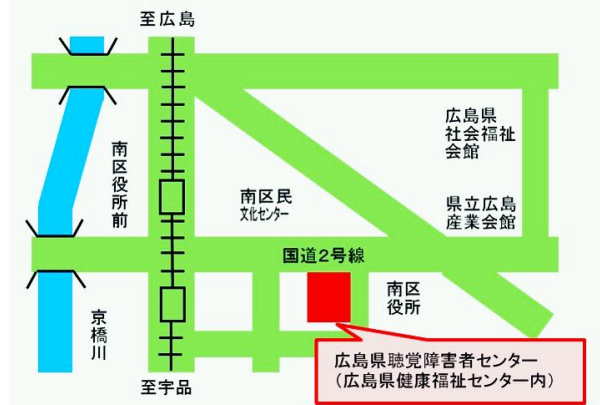 至広島
広島県
社会福祉
会館
南区役所前
南区民
文化センター
県立広島
産業会館
国道2号線
南区
役所
京橋川
広島県聴覚障害者センター
（広島県健康福祉センター内）
至宇品